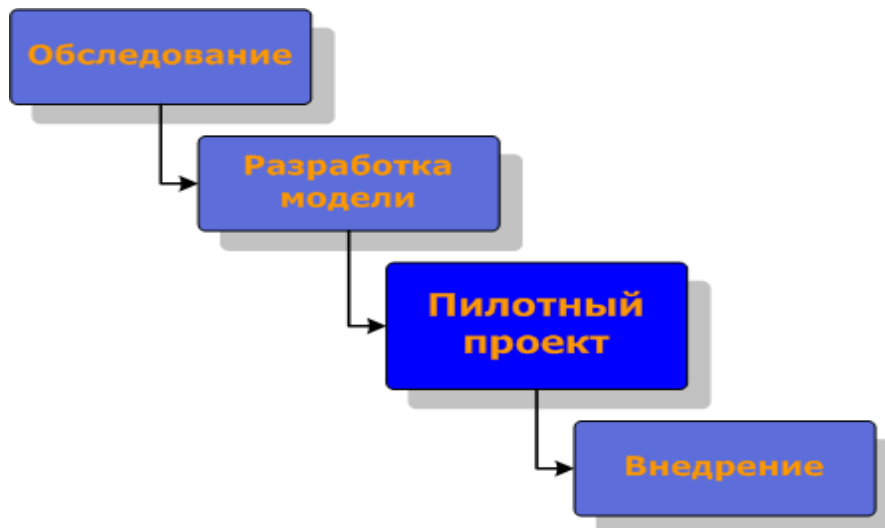 Обследование
Разработка
модели
Пилотный
проект
Внедрение